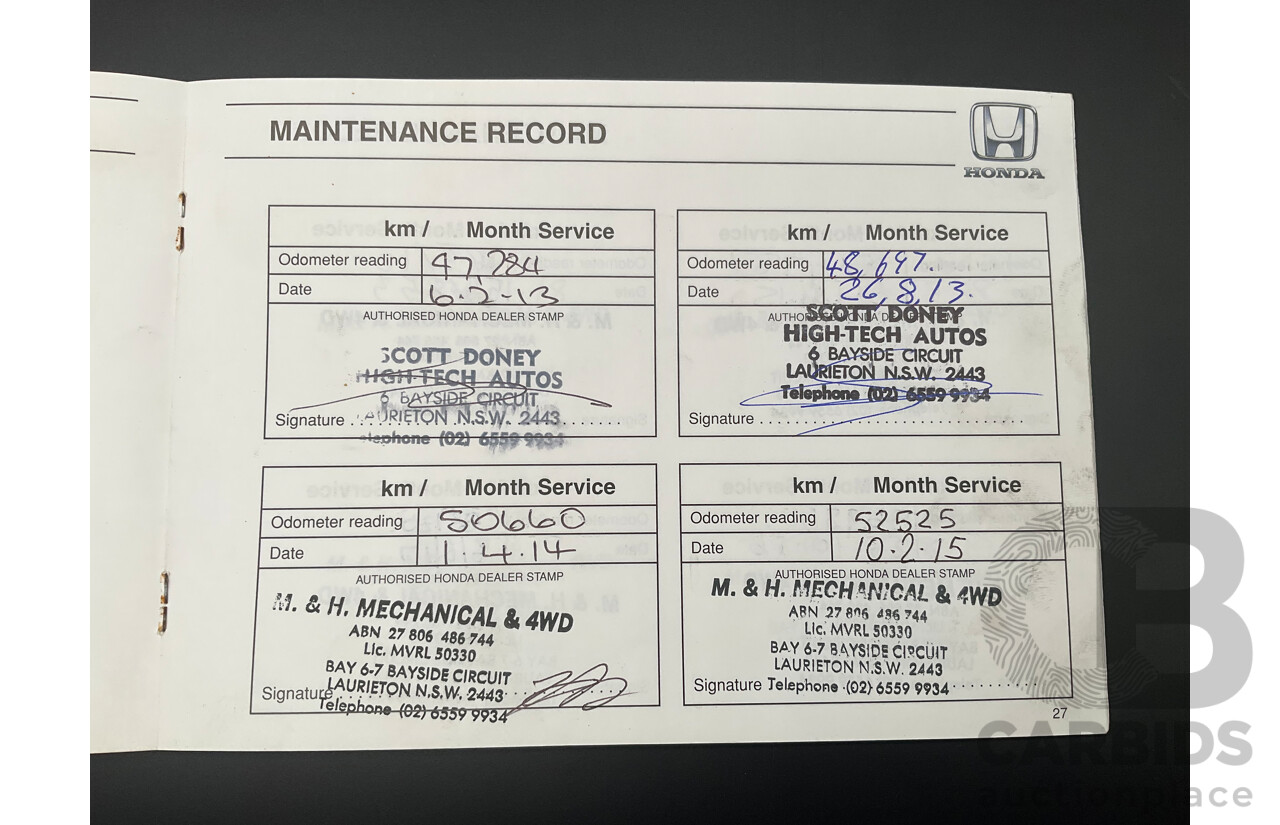 MAINTENANCE RECORD
HONDA
km / Month Service
Odometer reading 47,284
Date 6.2.13
AUTHORISED HONDA DEALER STAMP
SCOTT DONEY
HIGH-TECH AUTOS
6 BAYSIDE CIRCUIT
LAURIETON N.S.W. 2443
Signature
Telephone (02) 6559 9934
km / Month Service
Odometer reading 48,697.
Date 26,8,13.
AUTHORISED HONDA DEALER STAMP
SCOTT DONEY
HIGH-TECH AUTOS
6 BAYSIDE CIRCUIT
LAURIETON N.S.W. 2443
Telephone (02) 6559 9934
Signature
km / Month Service
Odometer reading 50660
Date 1.4.14
AUTHORISED HONDA DEALER STAMP
M. & H. MECHANICAL & 4WD
ABN 27 806 486 744
Lic. MVRL 50330
BAY 6-7 BAYSIDE CIRCUIT
LAURIETON N.S.W. 2443
Signature
Telephone (02) 6559 9934
km / Month Service
Odometer reading 52525
Date 10.2.15
AUTHORISED HONDA DEALER STAMP
M. & H. MECHANICAL & 4WD
ABN 27 806 486 744
Lic. MVRL 50330
BAY 6-7 BAYSIDE CIRCUIT
LAURIETON N.S.W. 2443
Signature Telephone (02) 6559 9934
27
CARBIDS
auctionplace